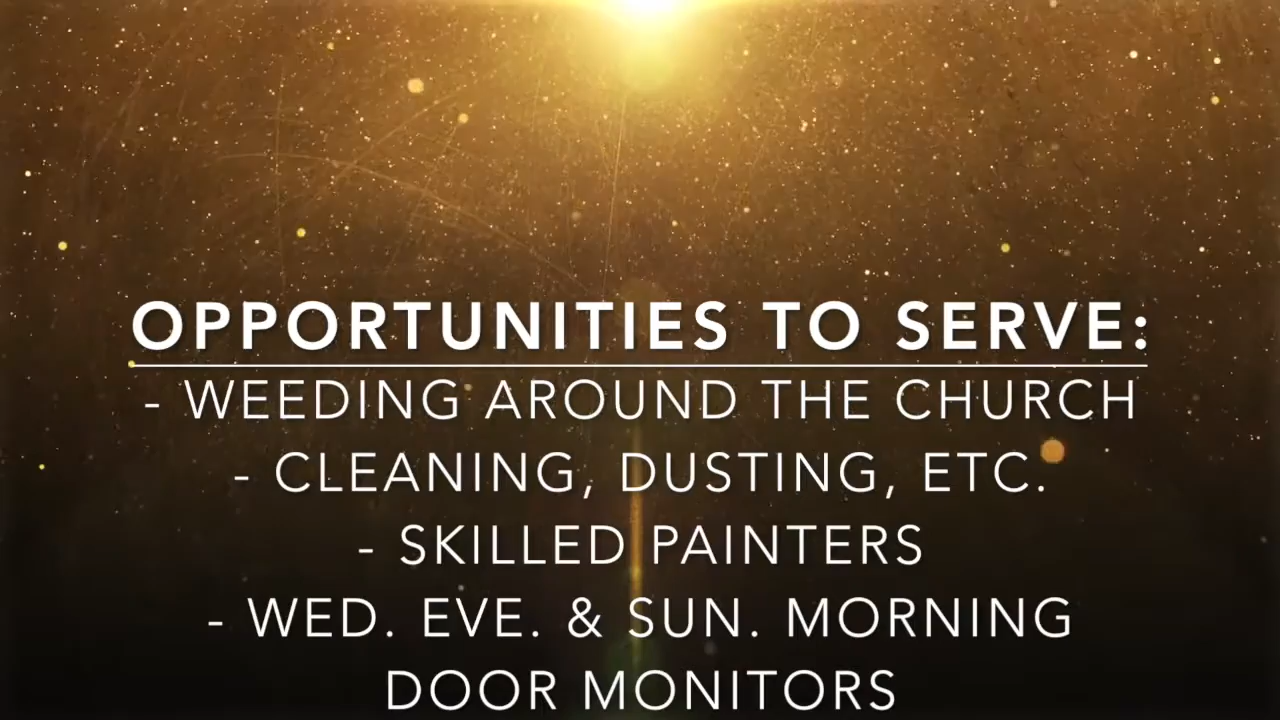 OPPORTUNITIES TO SERVE:
- WEEDING AROUND THE CHURCH
- CLEANING, DUSTING, ETC.
- SKILLED PAINTERS
- WED. EVE. & SUN. MORNING
DOOR MONITORS